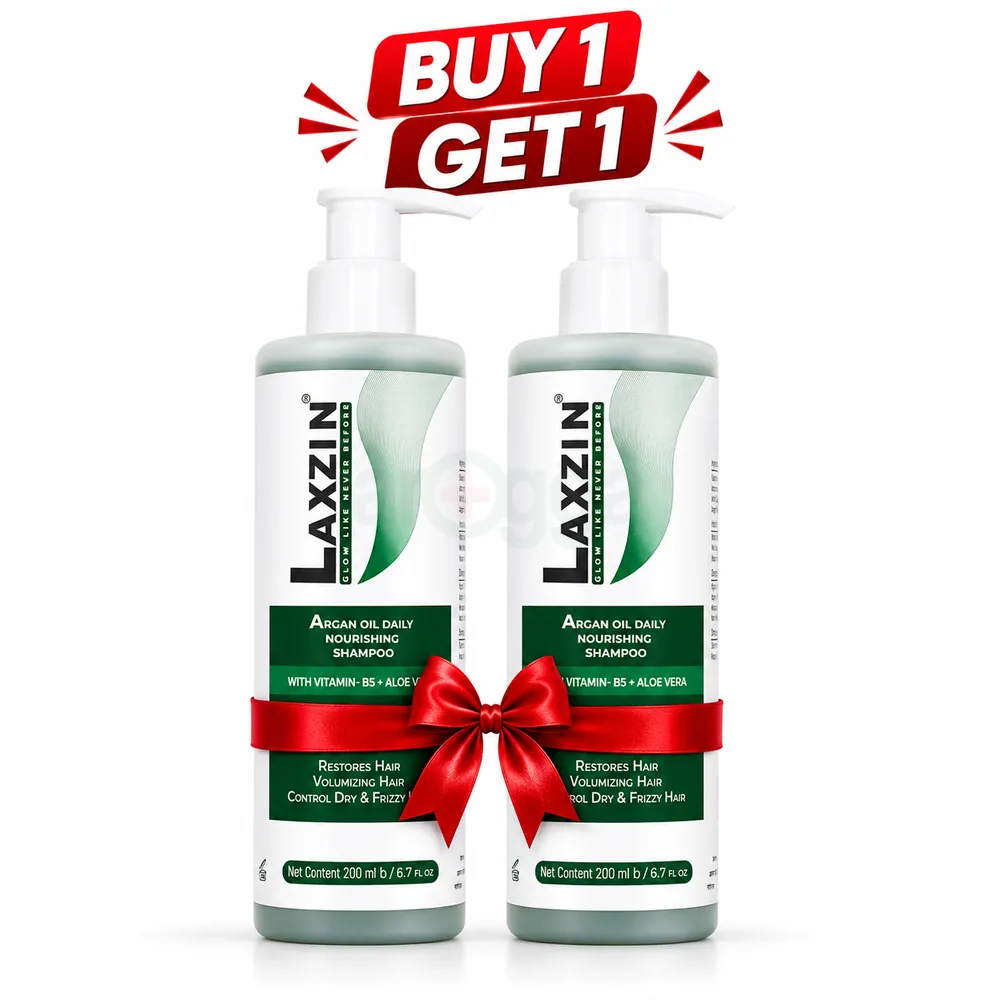 BUY 1
GET 1
LAXZIN®
GLOW LIKE NEVER BEFORE
ARGAN OIL DAILY
NOURISHING
SHAMPOO
WITH VITAMIN- B5 + ALOE
RESTORES HAIR
VOLUMIZING HAIR
CONTROL DRY & FRIZZY
Net Content 200 ml b / 6.7 FL OZ
LAXZIN®
GLOW LIKE NEVER BEFORE
ARGAN OIL DAILY
NOURISHING
SHAMPOO
VITAMIN- B5 + ALOE VERA
RESTORES HAIR
VOLUMIZING HAIR
DRY & FRIZZY HAIR
Net Content 200 ml b / 6.7 FL OZ